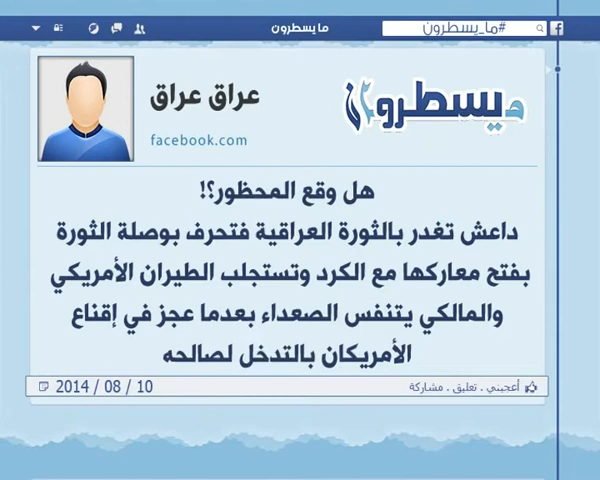 ما يسطرون
#ما_يسطرون
f
ما يسطرون
عراق عراق
facebook.com
هل وقع المحظور؟!
داعش تغدر بالثورة العراقية فتحرف بوصلة الثورة
بفتح معاركها مع الكرد وتستجلب الطيران الأمريكي
والمالكي يتنفس الصعداء بعدما عجز في إقناع
الأمريكان بالتدخل لصالحه
أعجبني . تعليق . مشاركة
2014 / 08 / 10